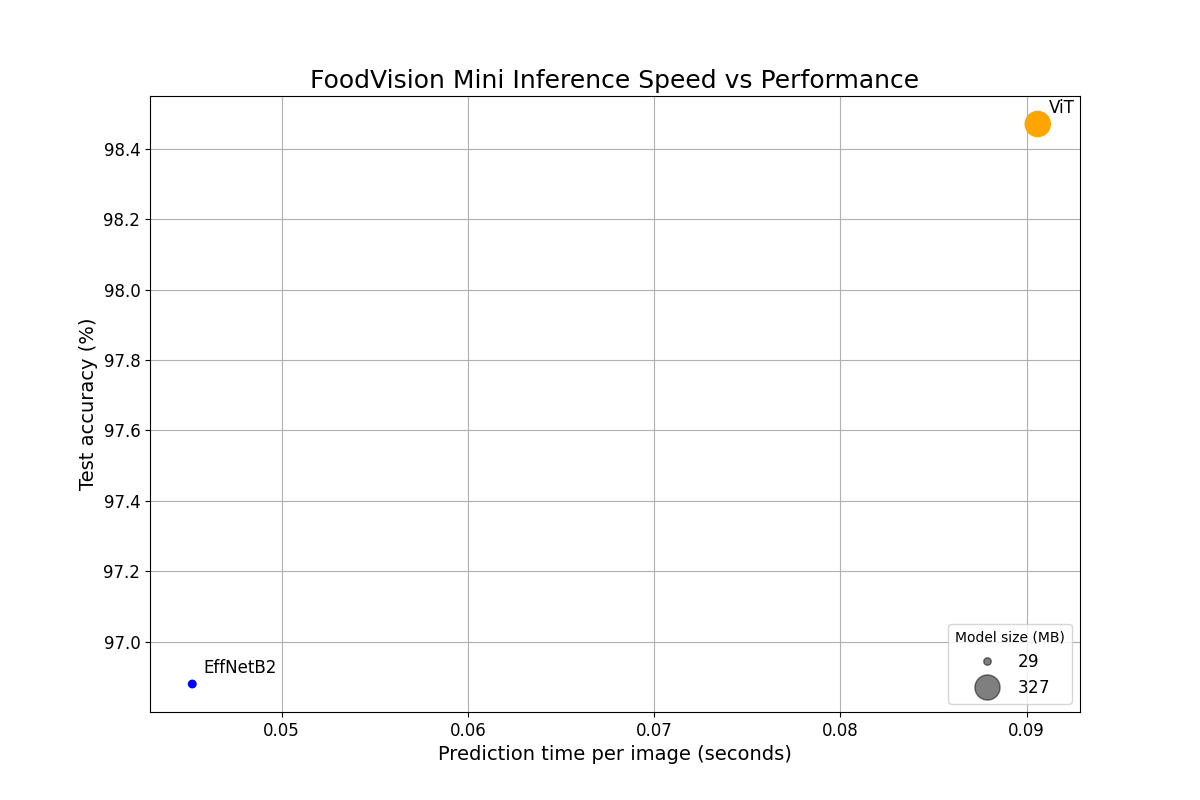 FoodVision Mini Inference Speed vs Performance
ViT
98.4
98.2
98.0
97.8
97.6
97.4
97.2
97.0
Test accuracy (%)
EffNetB2
Model size (MB)
29
327
0.05 0.06 0.07 0.08 0.09
Prediction time per image (seconds)